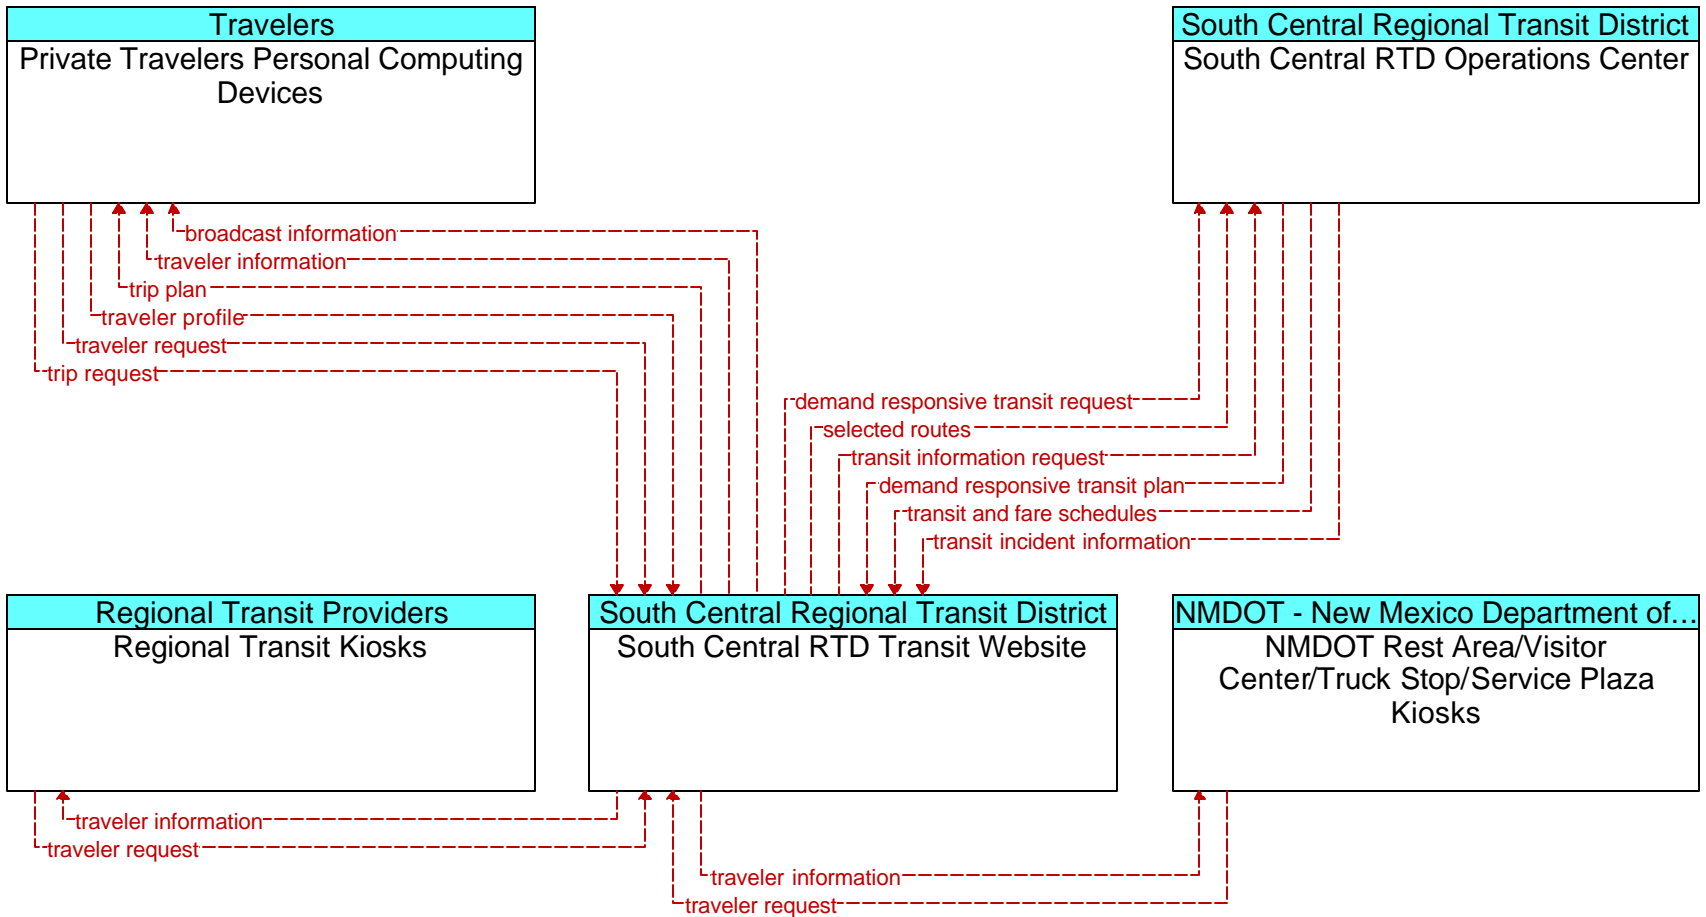 Travelers
Private Travelers Personal Computing
Devices
South Central Regional Transit District
South Central RTD Operations Center
broadcast information
traveler information
trip plan
traveler profile
traveler request
trip request
demand responsive transit request
selected routes
transit information request
demand responsive transit plan
transit and fare schedules
transit incident information
Regional Transit Providers
Regional Transit Kiosks
South Central Regional Transit District
South Central RTD Transit Website
NMDOT - New Mexico Department of...
NMDOT Rest Area/Visitor
Center/Truck Stop/Service Plaza
Kiosks
traveler information
traveler request
traveler information
traveler request